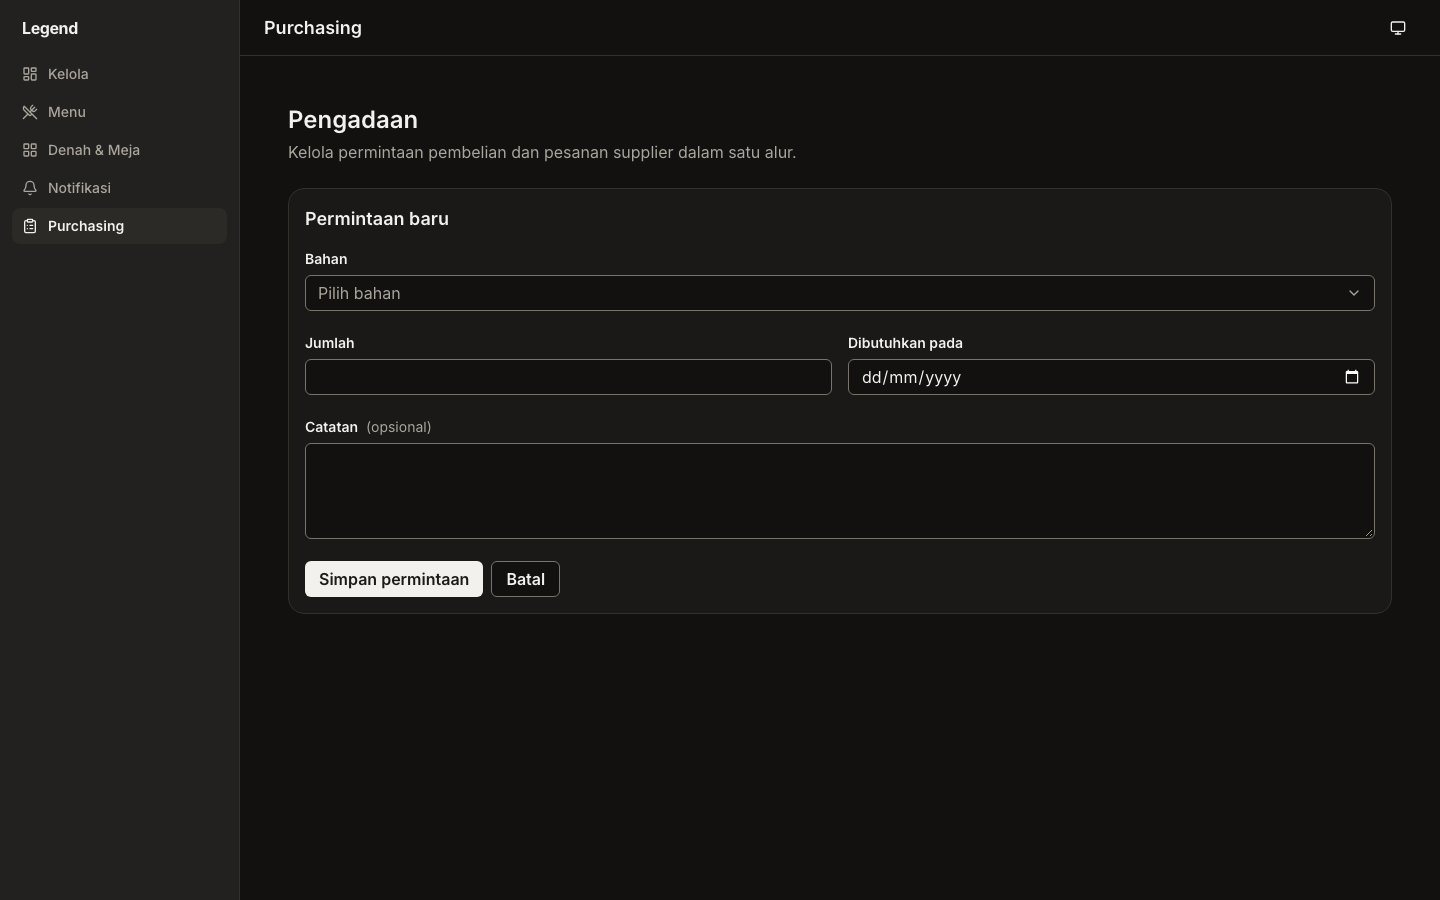 Legend
Kelola
Menu
Denah & Meja
Notifikasi
Purchasing
Purchasing
Pengadaan
Kelola permintaan pembelian dan pesanan supplier dalam satu alur.
Permintaan baru
Bahan
Pilih bahan
Jumlah
Dibutuhkan pada
dd/mm/yyyy
Catatan (opsional)
Simpan permintaan
Batal